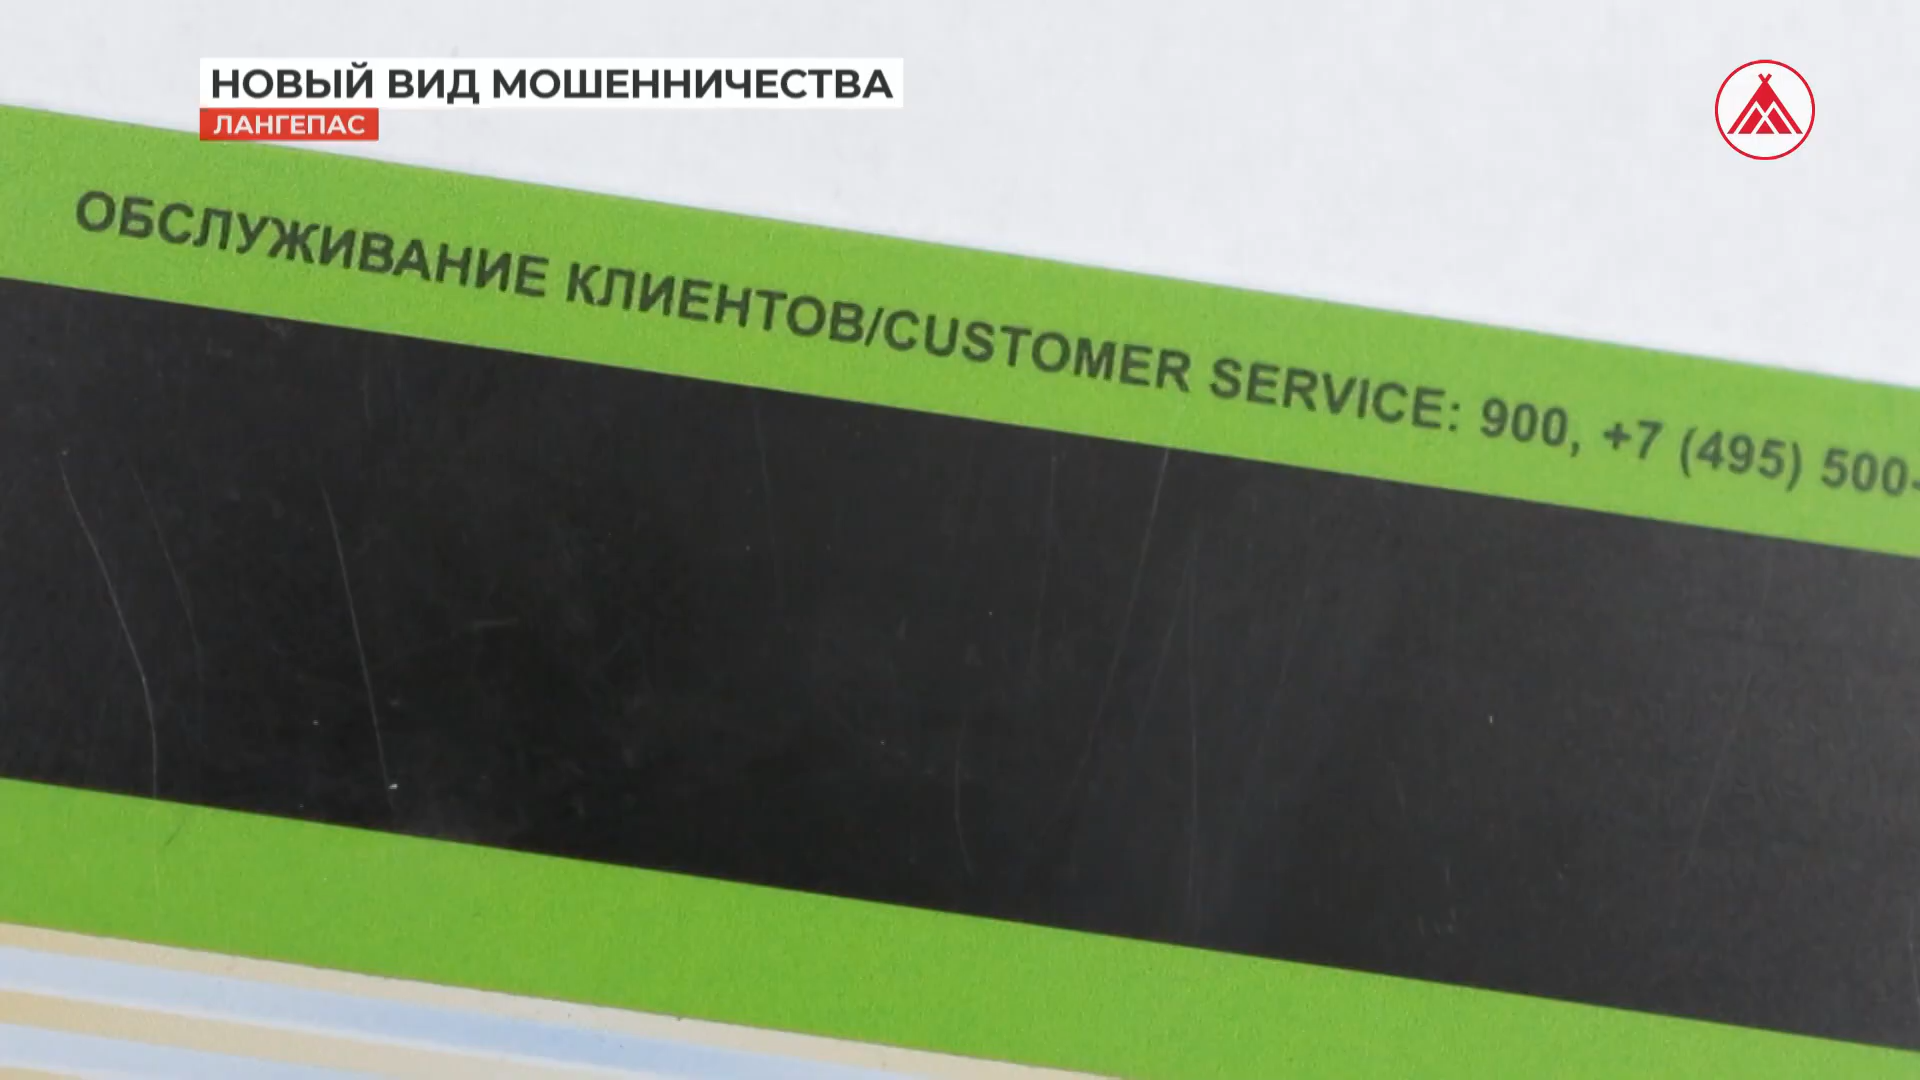 НОВЫЙ ВИД МОШЕННИЧЕСТВА
ЛАНГЕПАС
ОБСЛУЖИВАНИЕ КЛИЕНТОВ/CUSTOMER SERVICE: 900, +7 (495) 500-